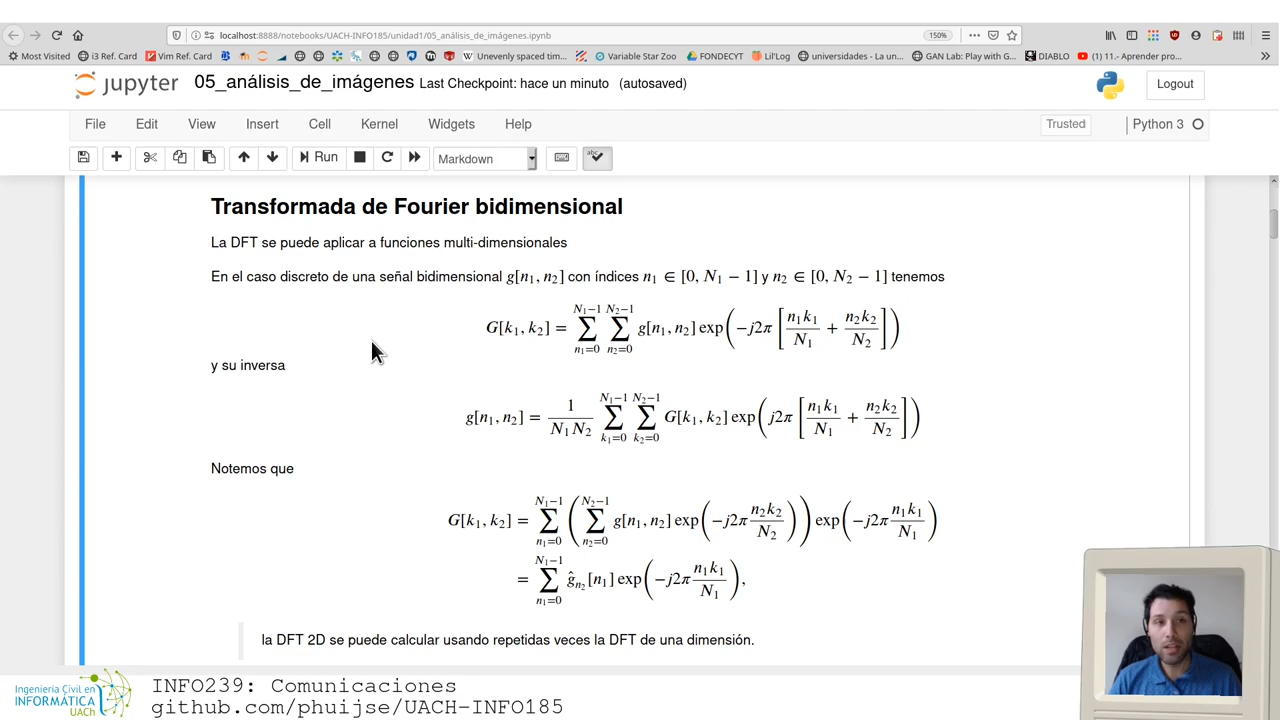 localhost:8888/notebooks/UACH-INFO185/unidad1/05_análisis_de_imágenes.ipynb
150%
Most Visited i3 Ref. Card Vim Ref. Card Unevenly spaced tim... Variable Star Zoo FONDECYT Lil'Log universidades - La un... GAN Lab: Play with G... DIABLO (1) 11.- Aprender pro...
jupyter 05_análisis_de_imágenes Last Checkpoint: hace un minuto (autosaved) Logout
File Edit View Insert Cell Kernel Widgets Help Trusted Python 3
Run Markdown
Transformada de Fourier bidimensional
La DFT se puede aplicar a funciones multi-dimensionales
En el caso discreto de una señal bidimensional g[n₁, n₂] con índices n₁ ∈ [0, N₁ − 1] y n₂ ∈ [0, N₂ − 1] tenemos
G[k₁, k₂] = ∑_{n₁=0}^{N₁−1} ∑_{n₂=0}^{N₂−1} g[n₁, n₂] exp(−j2π [n₁k₁/N₁ + n₂k₂/N₂])
y su inversa
g[n₁, n₂] = 1/(N₁N₂) ∑_{k₁=0}^{N₁−1} ∑_{k₂=0}^{N₂−1} G[k₁, k₂] exp(j2π [n₁k₁/N₁ + n₂k₂/N₂])
Notemos que
G[k₁, k₂] = ∑_{n₁=0}^{N₁−1} (∑_{n₂=0}^{N₂−1} g[n₁, n₂] exp(−j2π n₂k₂/N₂)) exp(−j2π n₁k₁/N₁)
= ∑_{n₁=0}^{N₁−1} ĝ_{n₂}[n₁] exp(−j2π n₁k₁/N₁),
la DFT 2D se puede calcular usando repetidas veces la DFT de una dimensión.
Ingeniería Civil en
INFORMÁTICA
UACh
INFO239: Comunicaciones
github.com/phuijse/UACH-INFO185